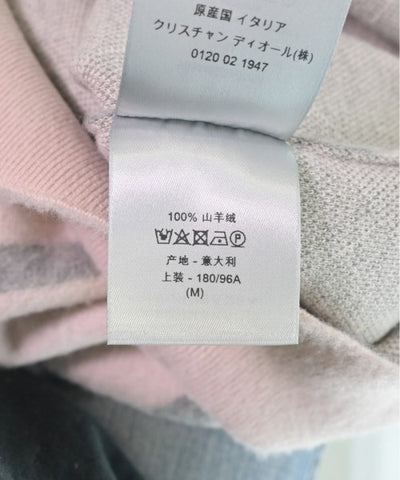 原産国 イタリア
クリスチャン ディオール(株)
0120 02 1947
100% 山羊绒
产地 - 意大利
上装 - 180/96A
(M)